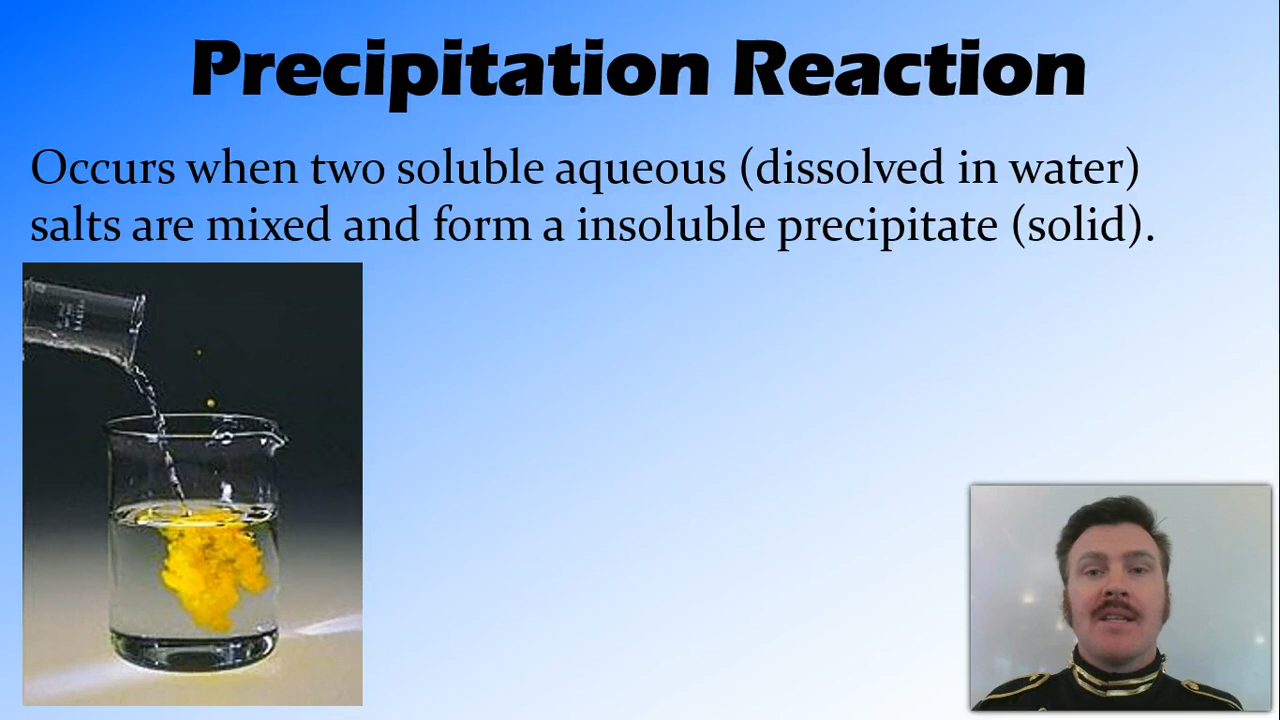 Precipitation Reaction
Occurs when two soluble aqueous (dissolved in water)
salts are mixed and form a insoluble precipitate (solid).